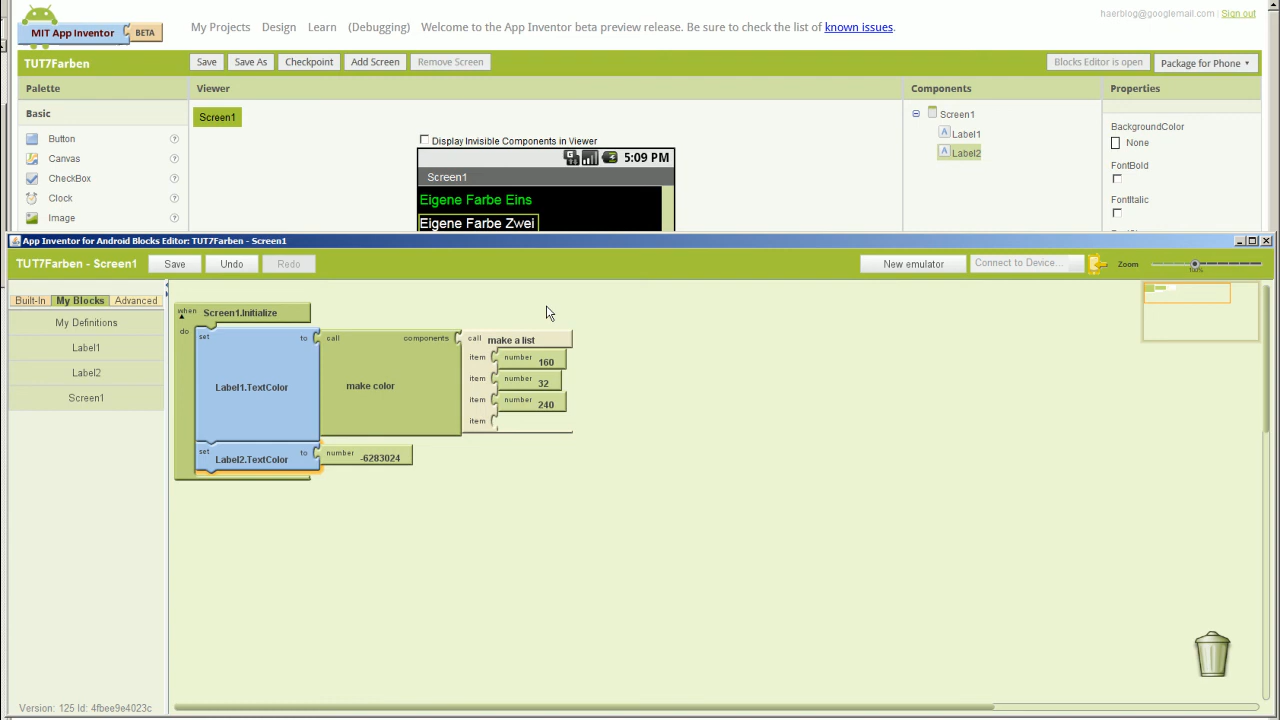 haerblog@googlemail.com Sign out
MIT App Inventor BETA My Projects Design Learn (Debugging) Welcome to the App Inventor beta preview release. Be sure to check the list of known issues.
TUT7Farben Save Save As Checkpoint Add Screen Remove Screen Blocks Editor is open Package for Phone
Palette Viewer Components Properties
Basic Screen1 Screen1 BackgroundColor
Button ? Display Invisible Components in Viewer Label1 None
Canvas ? 5:09 PM Label2 FontBold
CheckBox ? Screen1
Clock ? Eigene Farbe Eins FontItalic
Image ? Eigene Farbe Zwei
App Inventor for Android Blocks Editor: TUT7Farben - Screen1
TUT7Farben - Screen1 Save Undo Redo New emulator Connect to Device... Zoom
100%
Built-In My Blocks Advanced
My Definitions
Label1
Label2
Screen1
when Screen1.Initialize
do set to call components call make a list
item number 160
Label1.TextColor make color item number 32
item number 240
item
set Label2.TextColor to number -6283024
Version: 125 Id: 4fbee9e4023c